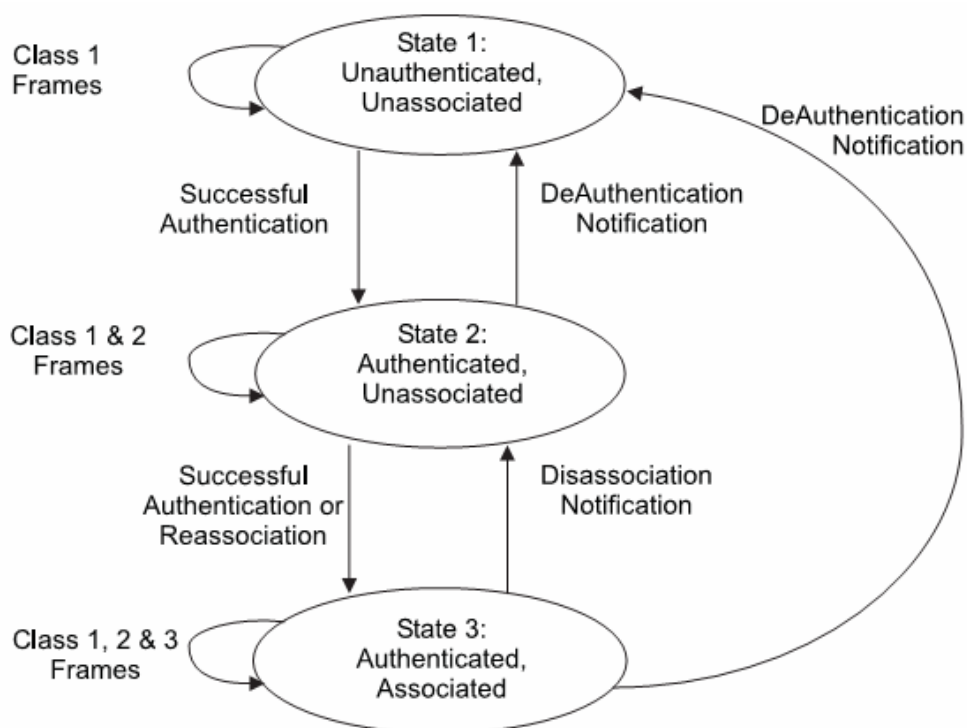 Class 1
Frames
State 1:
Unauthenticated,
Unassociated
DeAuthentication
Notification
Successful
Authentication
DeAuthentication
Notification
Class 1 & 2
Frames
State 2:
Authenticated,
Unassociated
Successful
Authentication or
Reassociation
Disassociation
Notification
Class 1, 2 & 3
Frames
State 3:
Authenticated,
Associated